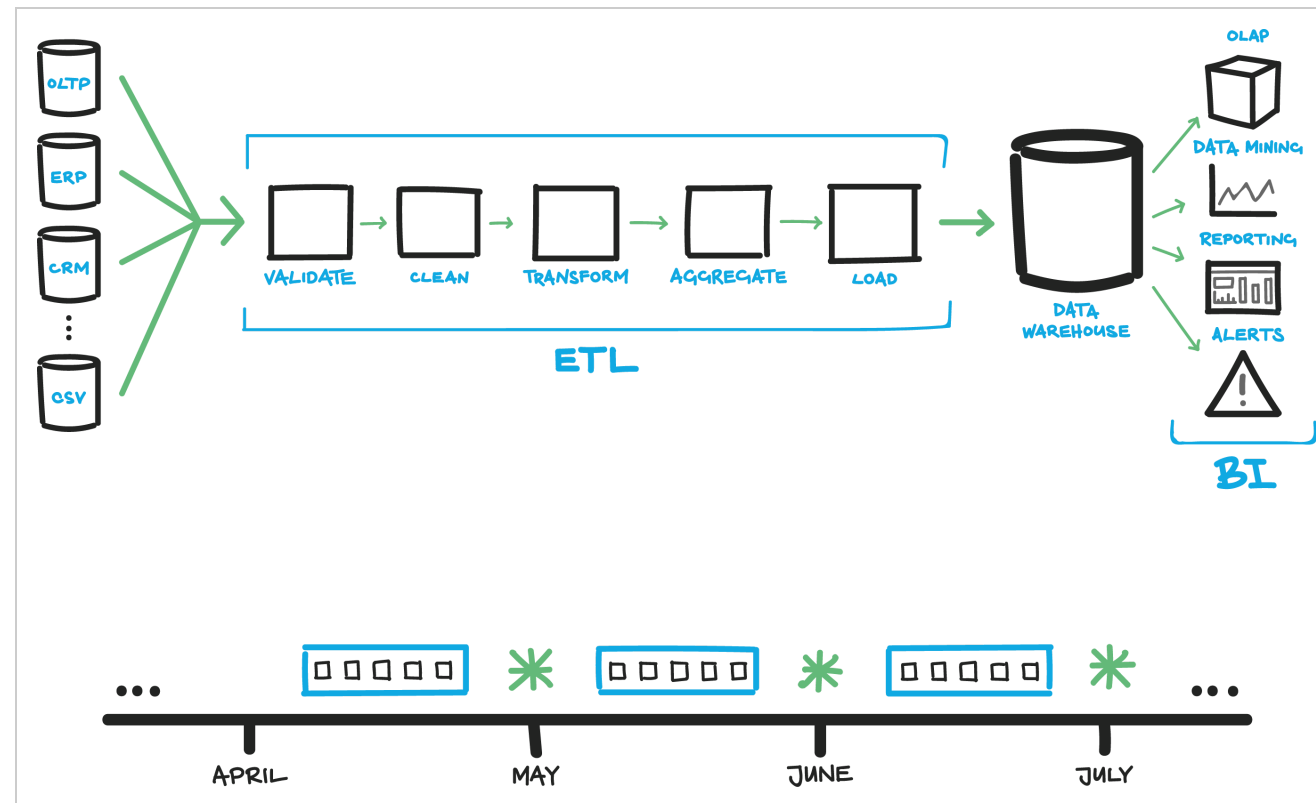 OLTP
ERP
CRM
CSV
VALIDATE
CLEAN
TRANSFORM
AGGREGATE
LOAD
ETL
DATA
WAREHOUSE
OLAP
DATA MINING
REPORTING
ALERTS
!
BI
...
...
APRIL
MAY
JUNE
JULY